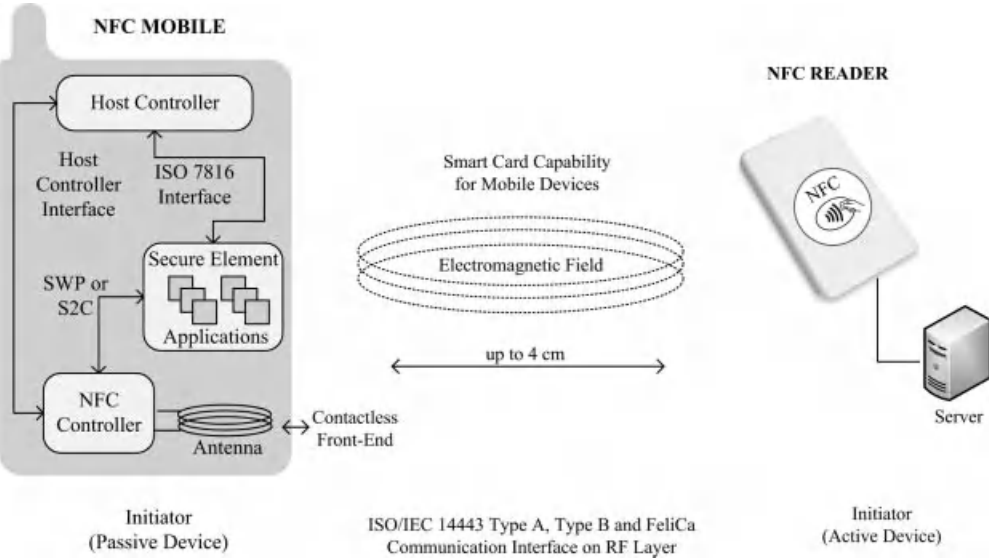 NFC MOBILE
Host Controller
Host
Controller
Interface
ISO 7816
Interface
Secure Element
Applications
SWP or
S2C
NFC
Controller
Antenna
Contactless
Front-End
Initiator
(Passive Device)
Smart Card Capability
for Mobile Devices
Electromagnetic Field
up to 4 cm
ISO/IEC 14443 Type A, Type B and FeliCa
Communication Interface on RF Layer
NFC READER
NFC
Server
Initiator
(Active Device)